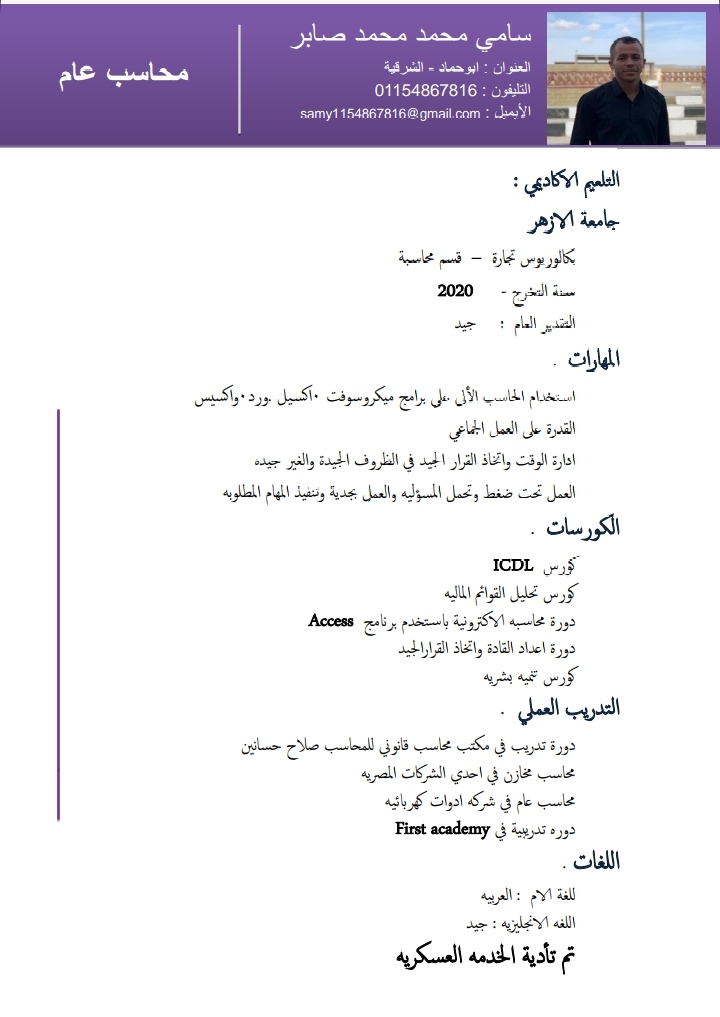 سامي محمد محمد صابر
العنوان : ابوحماد - الشرقية
التليفون : 01154867816
الأيميل : samy1154867816@gmail.com
محاسب عام
التلعيم الاكاديمي :
جامعة الازهر
بكالوريوس تجارة – قسم محاسبة
سنة التخرج - 2020
التقدير العام : جيد
المهارات .
استخدام الحاسب الألى على برامج ميكروسوفت ٠اكسيل .ورد٠واكسيس
القدرة على العمل الجماعي
ادارة الوقت واتخاذ القرار الجيد في الظروف الجيدة والغير جيده
العمل تحت ضغط وتحمل المسؤليه والعمل بجدية وتنفيذ المهام المطلوبه
الكورسات .
كورس ICDL
كورس تحليل القوائم الماليه
دورة محاسبه الاكترونية باستخدم برنامج Access
دورة اعداد القادة واتخاذ القرارالجيد
كورس تنميه بشريه
التدريب العملي .
دورة تدريب في مكتب محاسب قانوني للمحاسب صلاح حسانين
محاسب مخازن في احدي الشركات المصريه
محاسب عام في شركه ادوات كهربائيه
دوره تدريبية في First academy
اللغات .
للغة الام : العربيه
اللغه الانجليزيه : جيد
تم تأدية الخدمه العسكريه